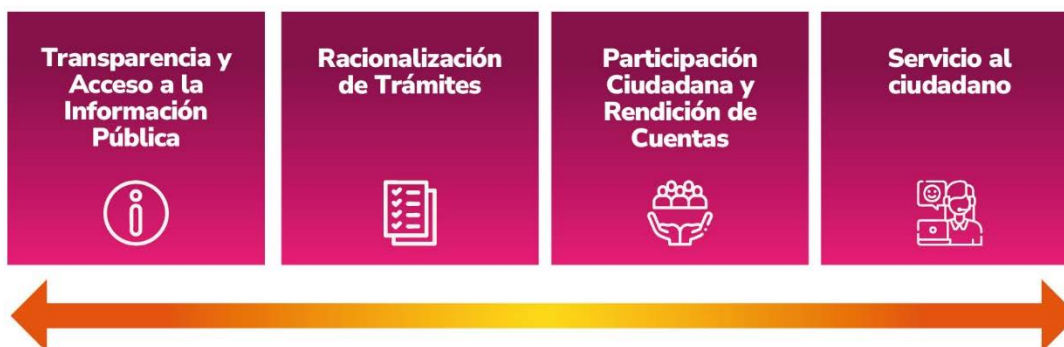 Transparencia y
Acceso a la
Información
Pública
Racionalización
de Trámites
Participación
Ciudadana y
Rendición de
Cuentas
Servicio al
ciudadano